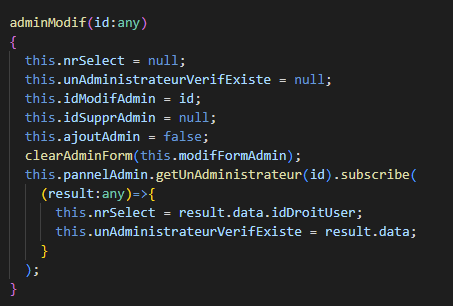 adminModif(id:any)
{
this.nrSelect = null;
this.unAdministrateurVerifExiste = null;
this.idModifAdmin = id;
this.idSupprAdmin = null;
this.ajoutAdmin = false;
clearAdminForm(this.modifFormAdmin);
this.pannelAdmin.getUnAdministrateur(id).subscribe(
(result:any)=>{
this.nrSelect = result.data.idDroitUser;
this.unAdministrateurVerifExiste = result.data;
}
);
}